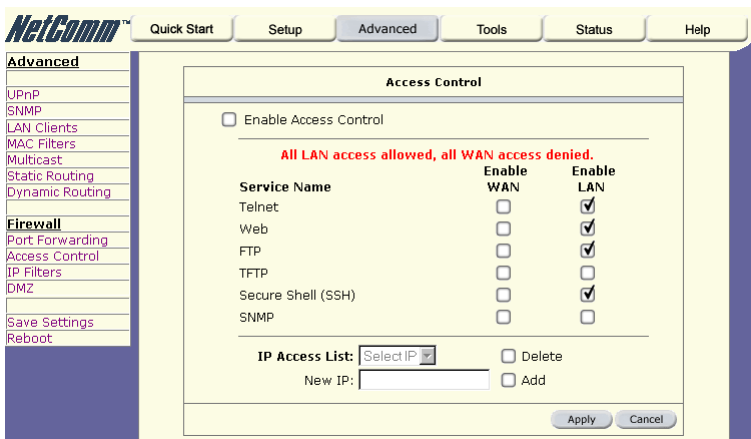 NetComm™
Quick Start
Setup
Advanced
Tools
Status
Help
Advanced
UPnP
SNMP
LAN Clients
MAC Filters
Multicast
Static Routing
Dynamic Routing
Firewall
Port Forwarding
Access Control
IP Filters
DMZ
Save Settings
Reboot
Access Control
Enable Access Control
All LAN access allowed, all WAN access denied.
Service Name Enable WAN Enable LAN
Telnet
Web
FTP
TFTP
Secure Shell (SSH)
SNMP
IP Access List: Select IP Delete
New IP: Add
Apply Cancel